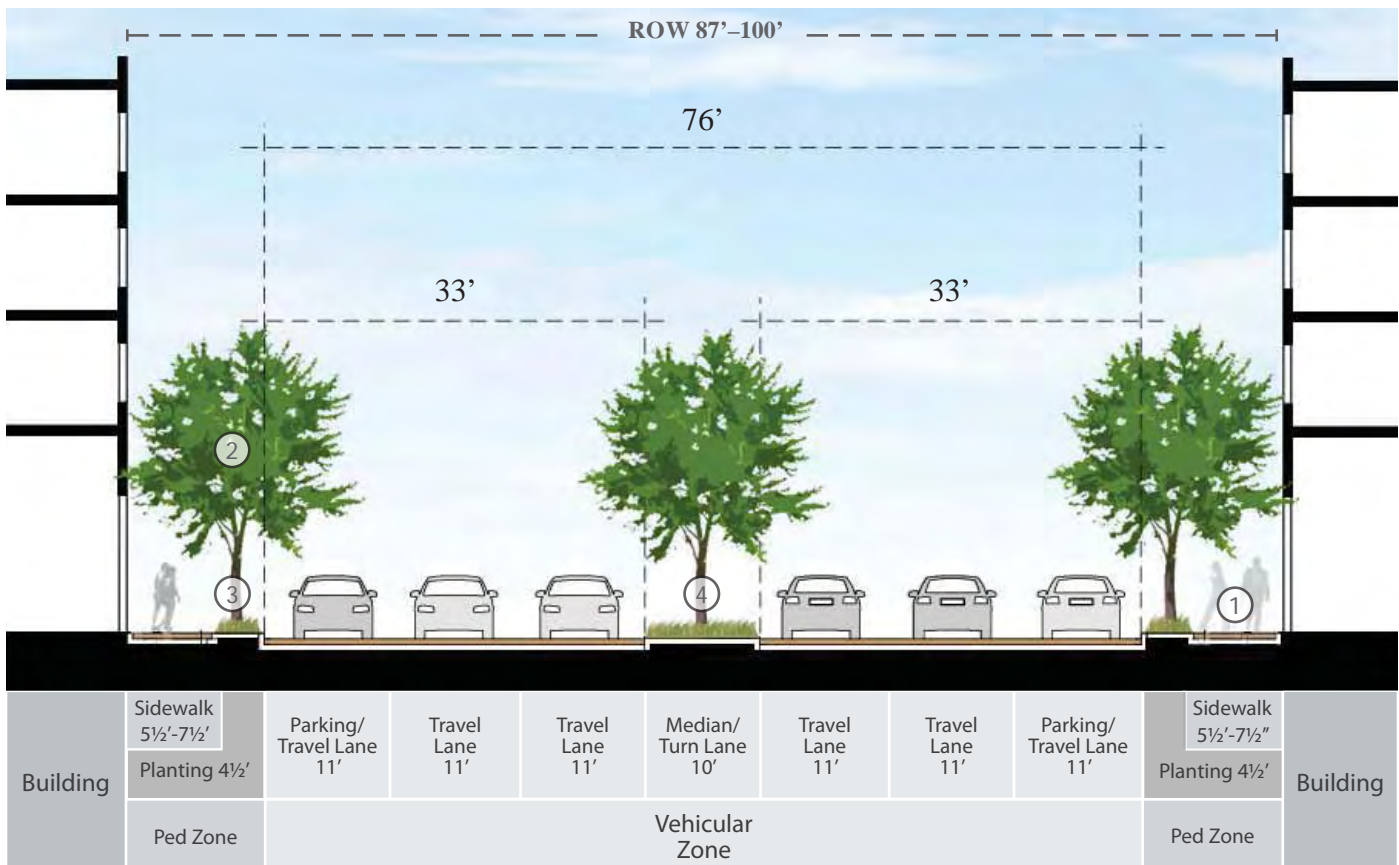 ROW 87’–100’
76’
33’
33’
2
3
4
1
Building
Sidewalk
5½’-7½’
Planting 4½’
Parking/
Travel Lane
11’
Travel
Lane
11’
Travel
Lane
11’
Median/
Turn Lane
10’
Travel
Lane
11’
Travel
Lane
11’
Parking/
Travel Lane
11’
Sidewalk
5½’-7½”
Planting 4½’
Building
Ped Zone
Vehicular
Zone
Ped Zone